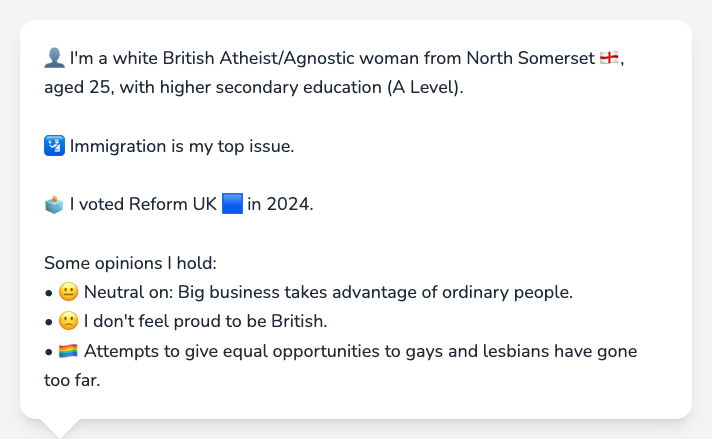 👤 I'm a white British Atheist/Agnostic woman from North Somerset 🏴󠁧󠁢󠁥󠁮󠁧󠁿,
aged 25, with higher secondary education (A Level).
🛂 Immigration is my top issue.
🗳️ I voted Reform UK 🟦 in 2024.
Some opinions I hold:
• 😐 Neutral on: Big business takes advantage of ordinary people.
• 🙁 I don't feel proud to be British.
• 🏳️‍🌈 Attempts to give equal opportunities to gays and lesbians have gone
too far.